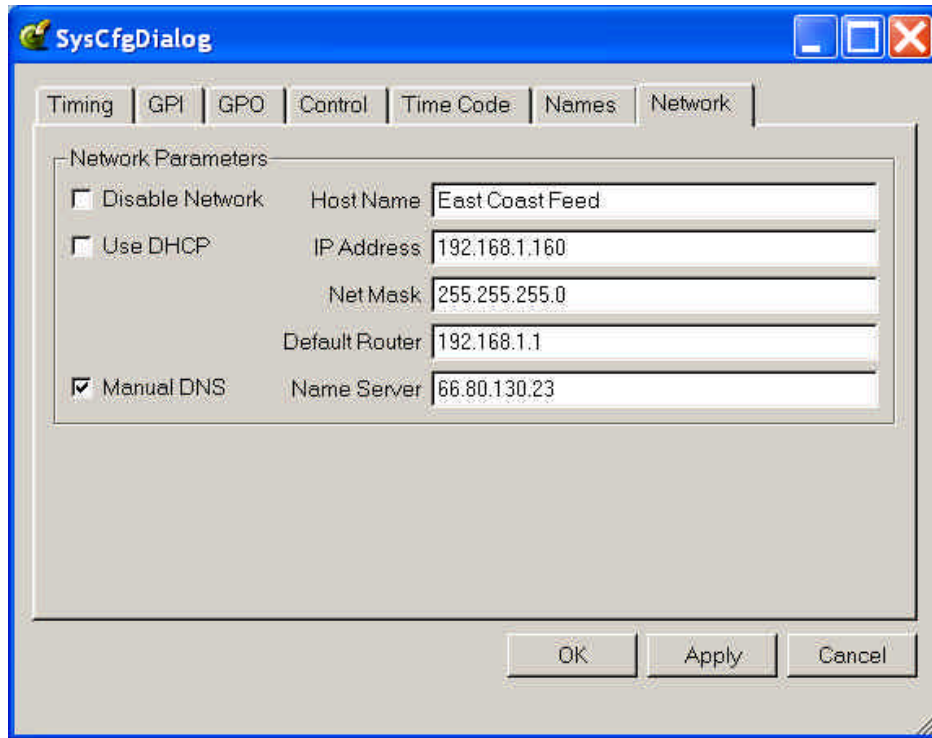 SysCfgDialog
Timing GPI GPO Control Time Code Names Network
Network Parameters
Disable Network Host Name East Coast Feed
Use DHCP IP Address 192.168.1.160
Net Mask 255.255.255.0
Default Router 192.168.1.1
Manual DNS Name Server 66.80.130.23
OK Apply Cancel